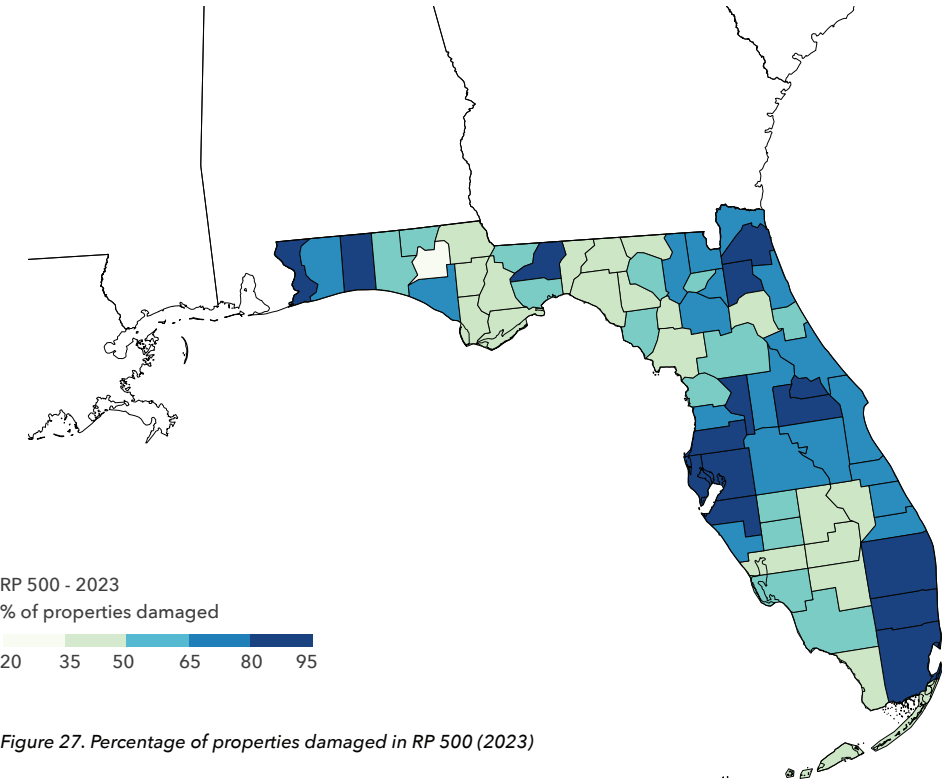 RP 500 - 2023
% of properties damaged
20 35 50 65 80 95
Figure 27. Percentage of properties damaged in RP 500 (2023)